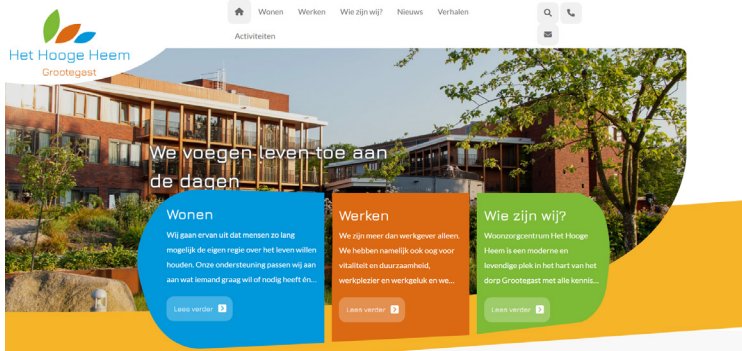 Wonen Werken Wie zijn wij? Nieuws Verhalen
Activiteiten
Het Hooge Heem
Grootegast
We voegen leven toe aan
de dagen
Wonen
Wij gaan ervan uit dat mensen zo lang
mogelijk de eigen regie over het leven willen
houden. Onze ondersteuning passen wij aan
aan wat iemand graag wil of nodig heeft én...
Lees verder
Werken
We zijn meer dan werkgever alleen.
We hebben namelijk ook oog voor
vitaliteit en duurzaamheid,
werkplezier en werkgeluk en we...
Lees verder
Wie zijn wij?
Woonzorgcentrum Het Hooge
Heem is een moderne en
levendige plek in het hart van het
dorp Grootegast met alle kennis...
Lees verder